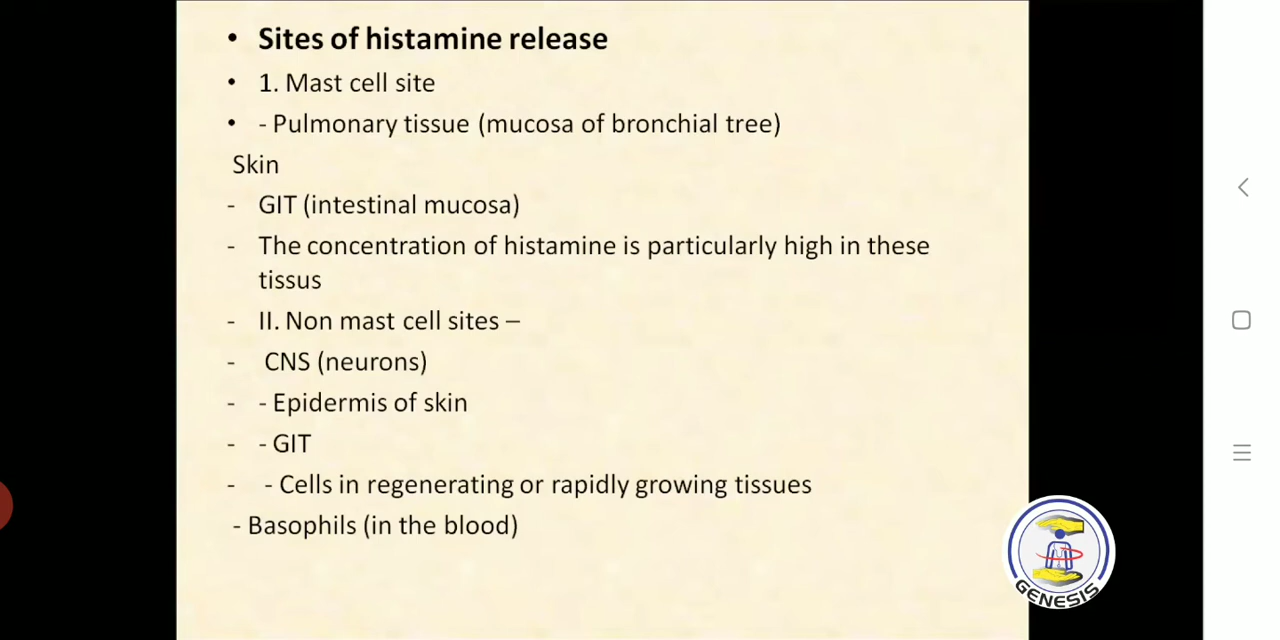 • Sites of histamine release
• 1. Mast cell site
• - Pulmonary tissue (mucosa of bronchial tree)
Skin
- GIT (intestinal mucosa)
- The concentration of histamine is particularly high in these
tissus
- II. Non mast cell sites –
- CNS (neurons)
- - Epidermis of skin
- - GIT
- - Cells in regenerating or rapidly growing tissues
- Basophils (in the blood)
GENESIS